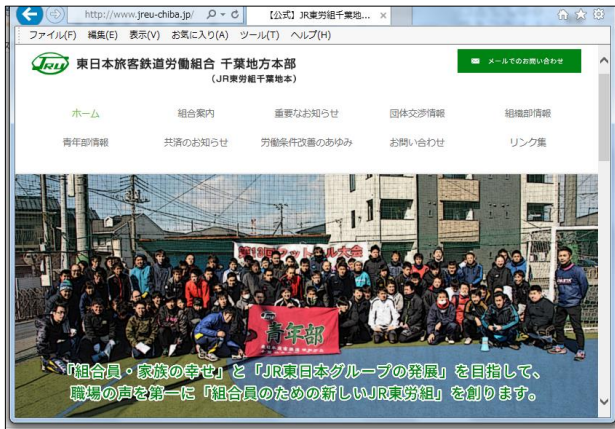 http://www.jreu-chiba.jp/
【公式】JR東労組千葉地...
ファイル(F) 編集(E) 表示(V) お気に入り(A) ツール(T) ヘルプ(H)
JRU 東日本旅客鉄道労働組合 千葉地方本部
(JR東労組千葉地本)
メールでのお問い合わせ
ホーム 組合案内 重要なお知らせ 団体交渉情報 組織部情報
青年部情報 共済のお知らせ 労働条件改善のあゆみ お問い合わせ リンク集
フットサル大会
青年部
「組合員・家族の幸せ」と「JR東日本グループの発展」を目指して、
職場の声を第一に「組合員のための新しいJR東労組」を創ります。